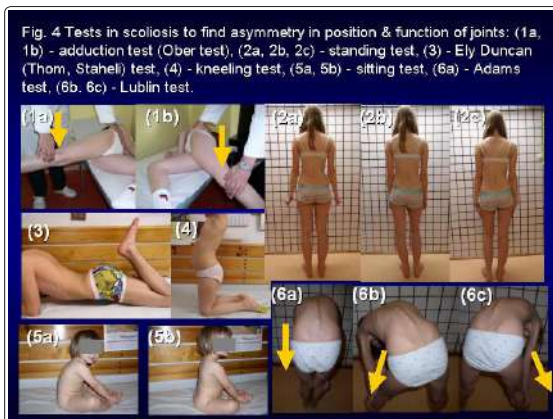 Fig. 4 Tests in scoliosis to find asymmetry in position & function of joints: (1a,
1b) - adduction test (Ober test), (2a, 2b, 2c) - standing test, (3) - Ely Duncan
(Thom, Staheli) test, (4) - kneeling test, (5a, 5b) - sitting test, (6a) - Adams
test, (6b. 6c) - Lublin test.
(1a) (1b) (2a) (2b) (2c)
(3) (4)
(6a) (6b) (6c)
(5a) (5b)